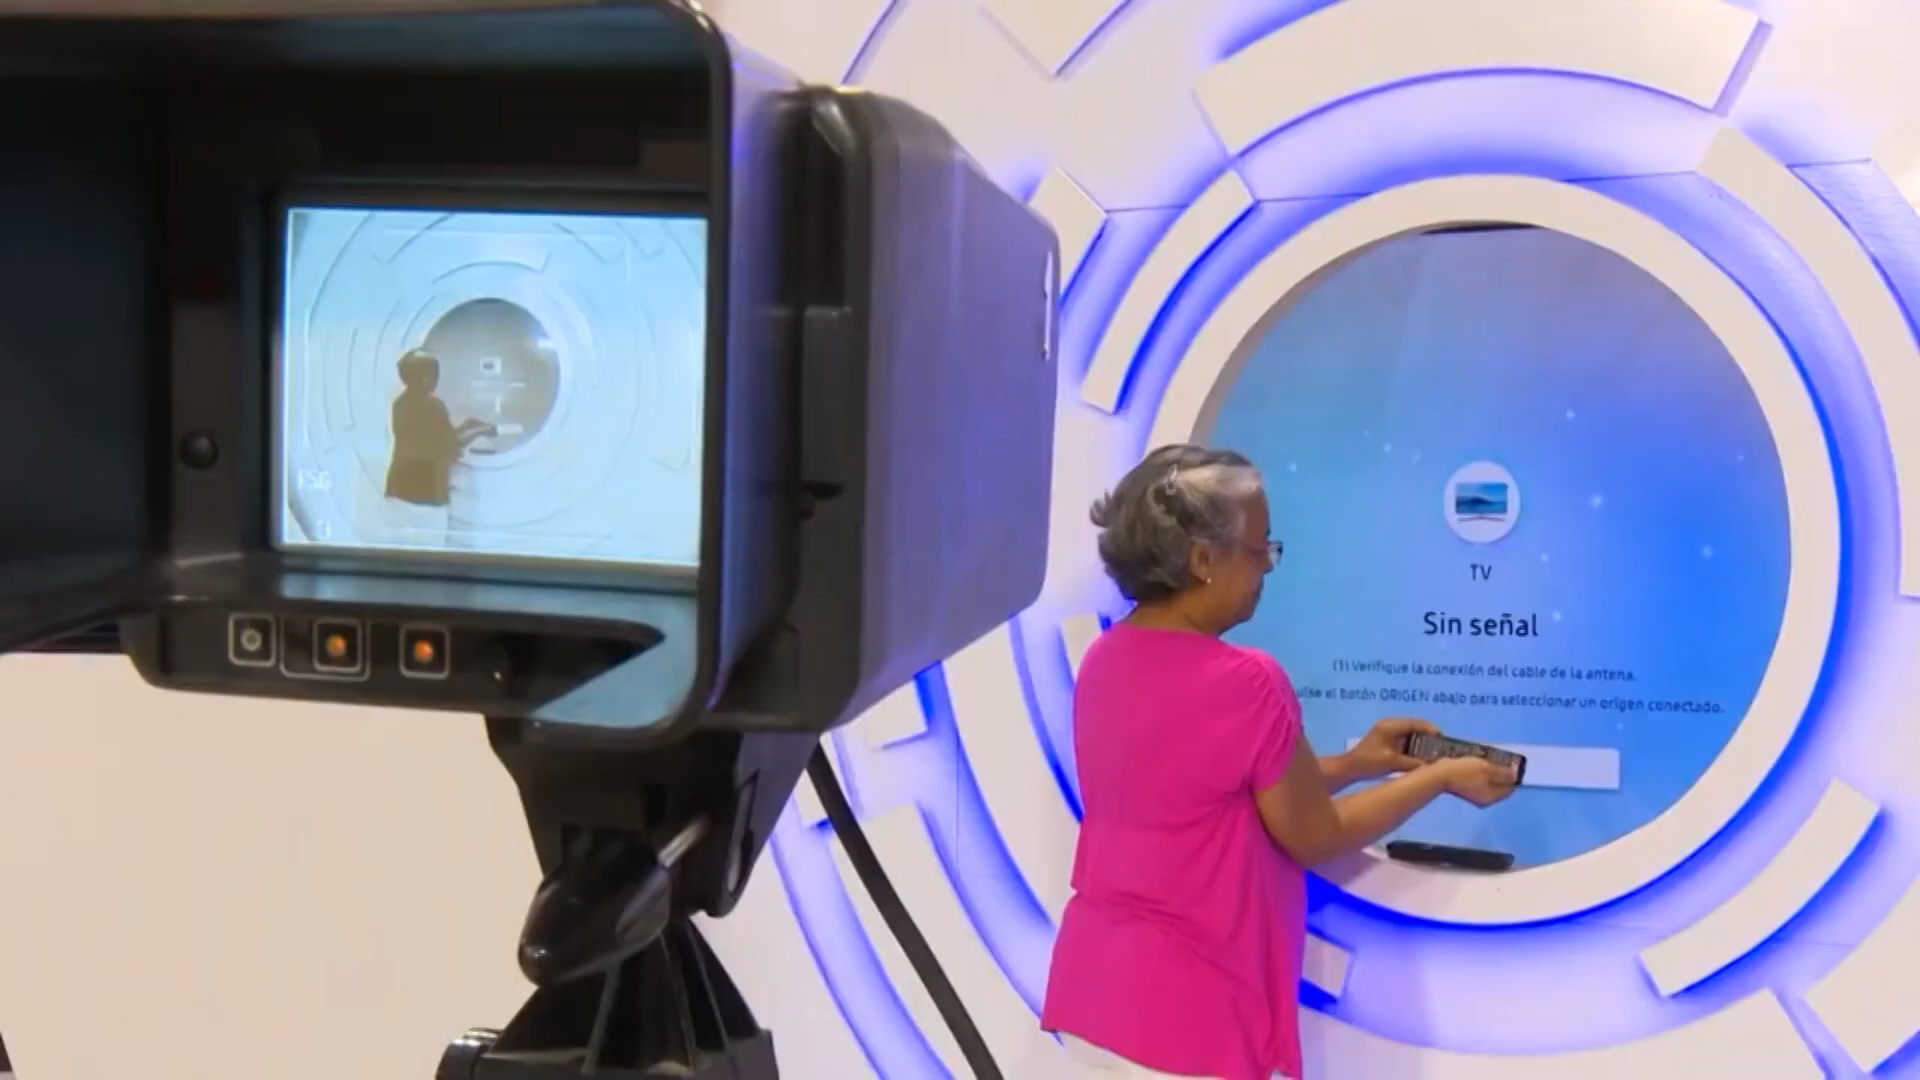 TV
Sin señal
(1) Verifique la conexión del cable de la antena.
el botón ORIGEN abajo para seleccionar un origen conectado.